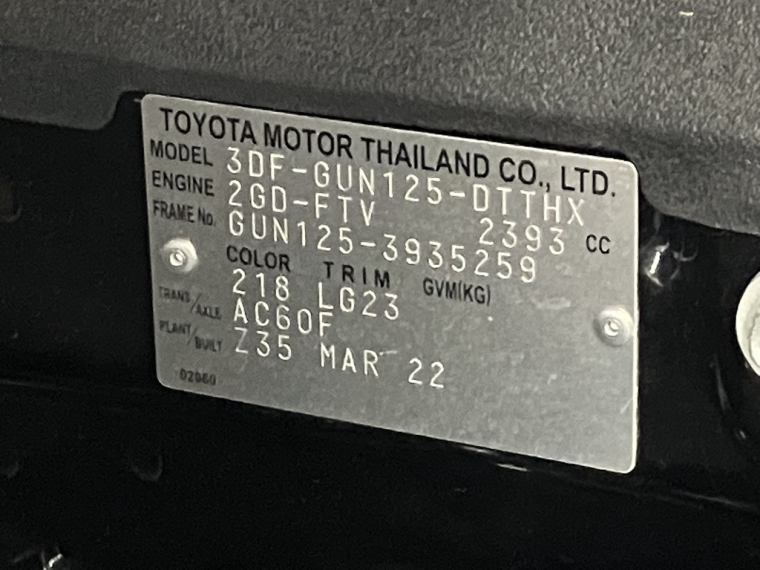 TOYOTA MOTOR THAILAND CO., LTD.
MODEL 3DF-GUN125-DTTHX
ENGINE 2GD-FTV 2393 CC
FRAME No. GUN125-3935259
COLOR TRIM GVM(KG)
218 LG23
TRANS/AXLE AC60F
PLANT/BUILT Z35 MAR 22
02060